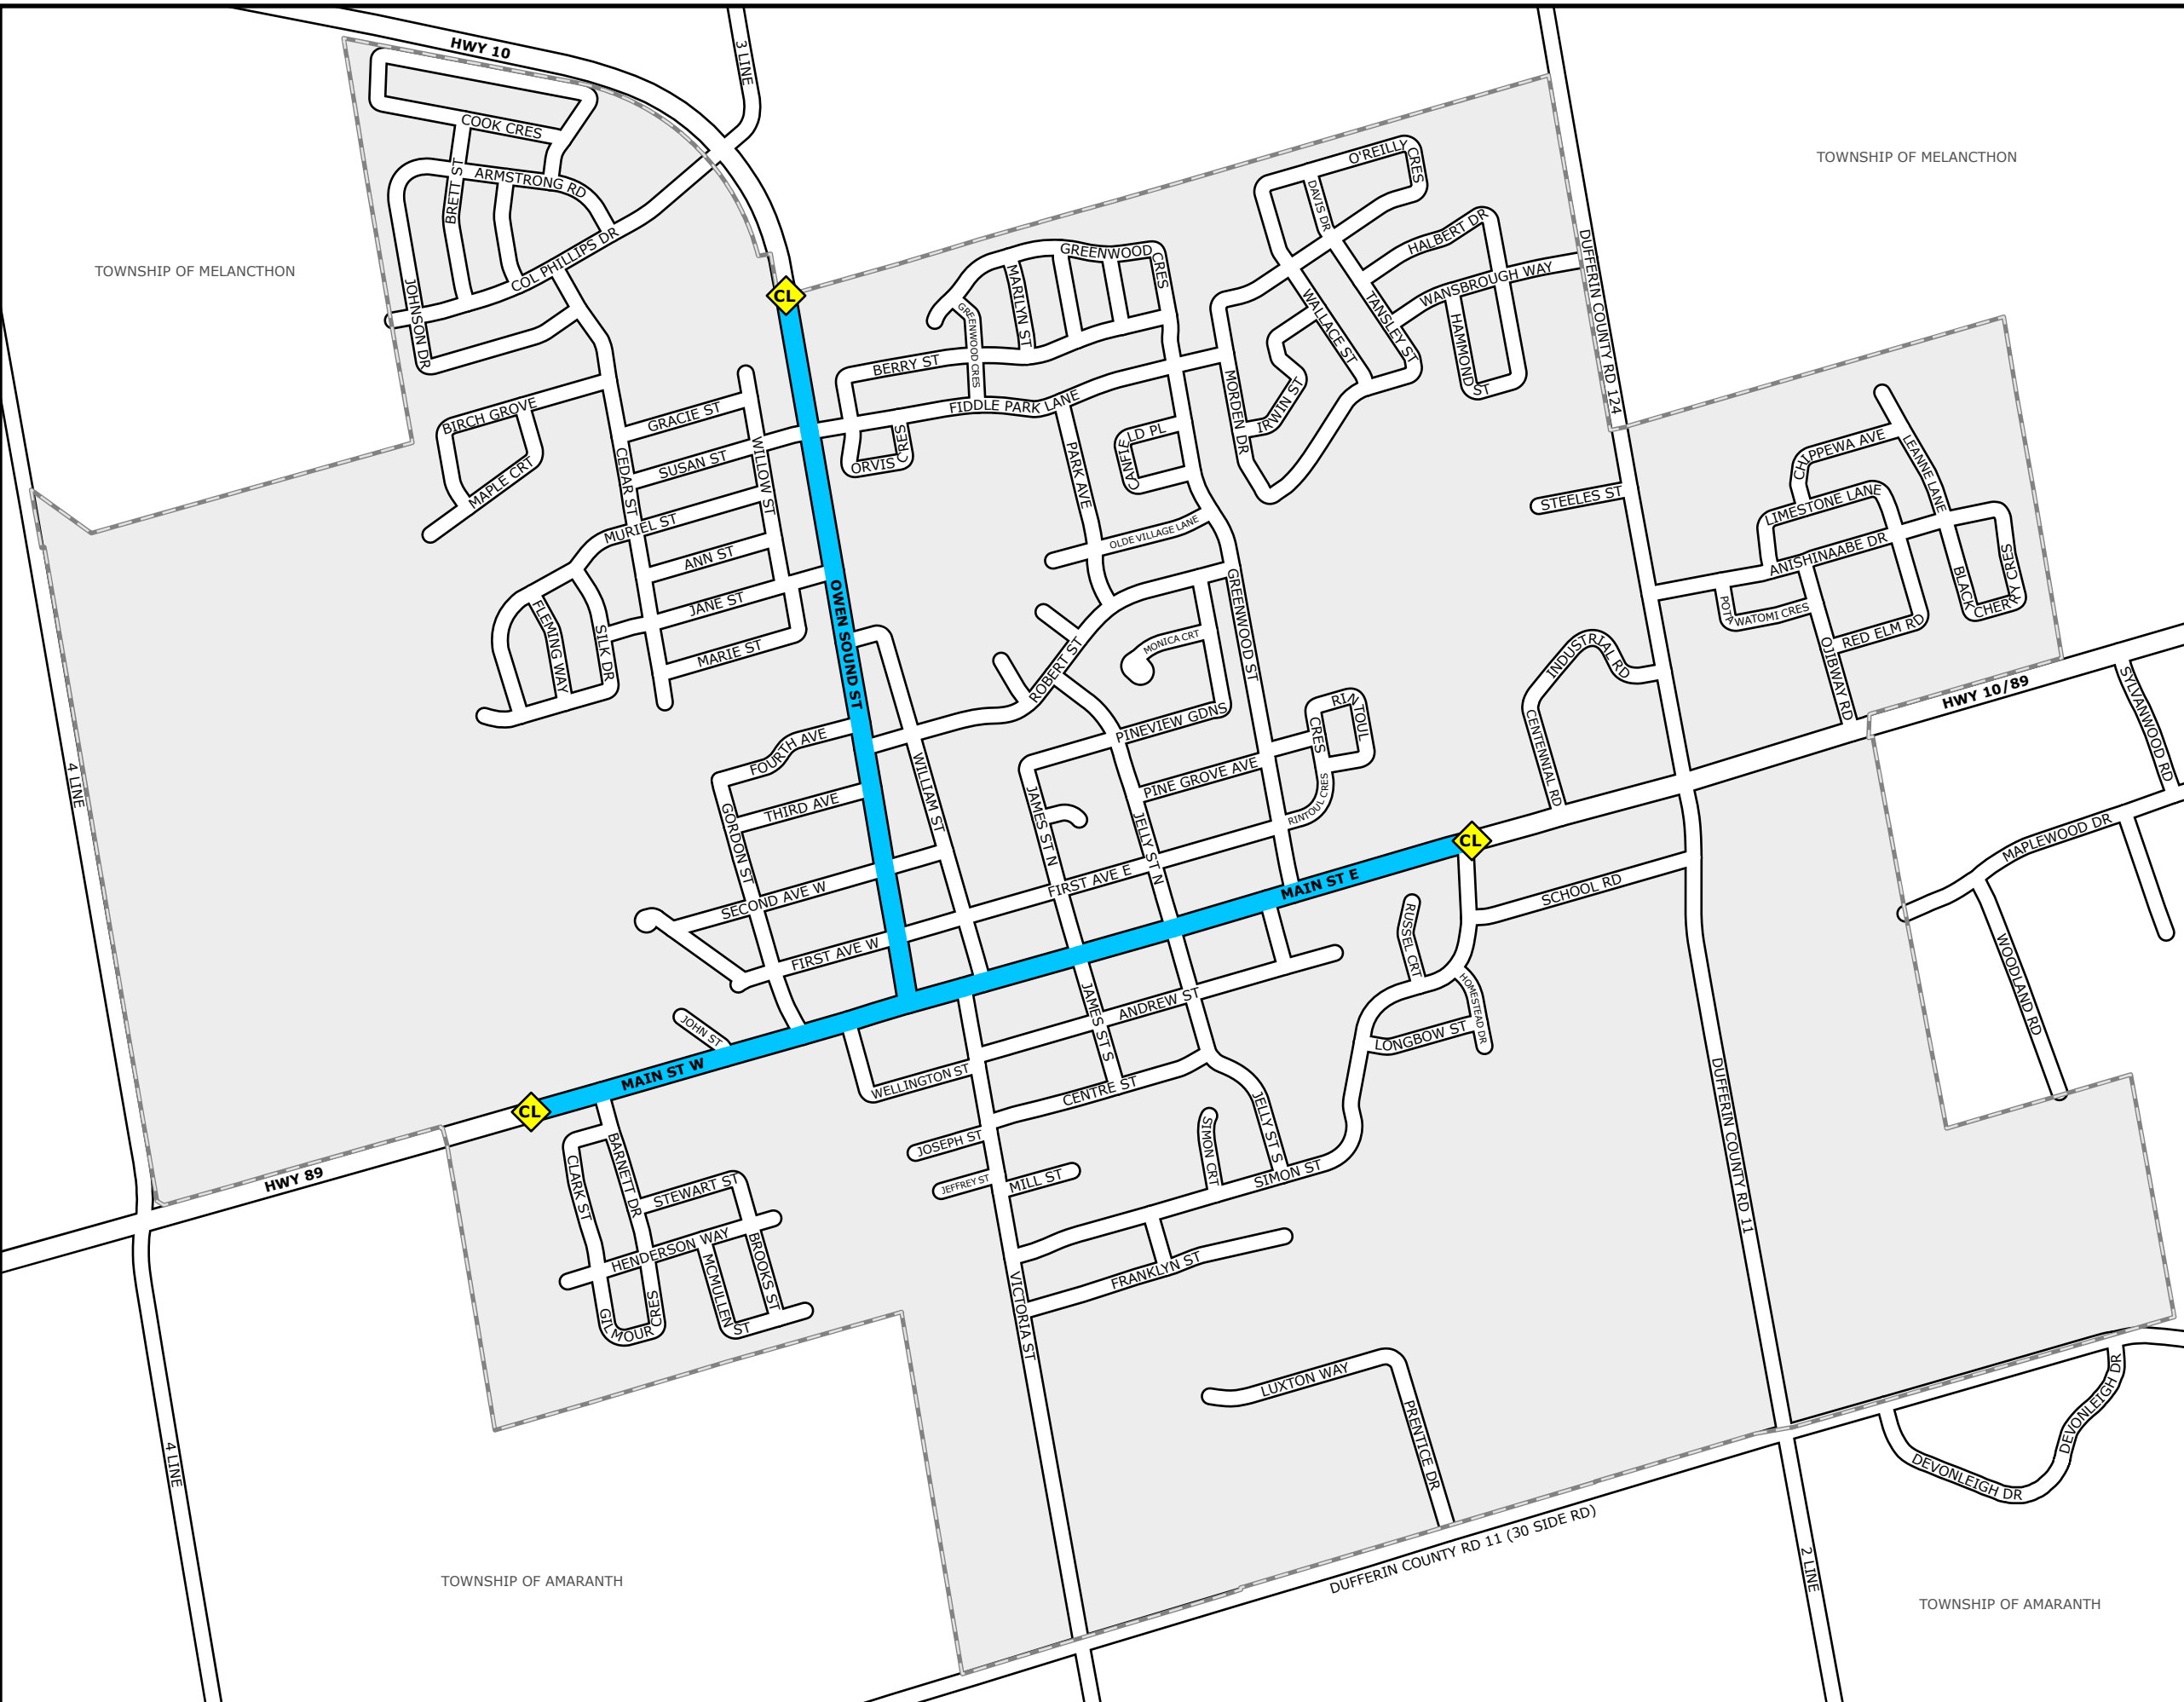 HWY 10
3 LINE
COOK CRES
ARMSTRONG RD
BRETT ST
COL PHILLIPS DR
JOHNSON DR
TOWNSHIP OF MELANCTHON
TOWNSHIP OF MELANCTHON
O'REILLY CRES
DAVIS DR
HALBERT DR
WANSBROUGH WAY
TANSLEY ST
WALLACE ST
HAMMOND ST
IRWIN ST
MORDEN DR
DUFFERIN COUNTY RD 124
CL
GREENWOOD CRES
MARILYN ST
GREENWOOD CRES
BERRY ST
FIDDLE PARK LANE
ORVIS CRES
PARK AVE
CANFIELD PL
OLDE VILLAGE LANE
GREENWOOD ST
BIRCH GROVE
MAPLE CRT
GRACIE ST
SUSAN ST
CEDAR ST
WILLOW ST
MURIEL ST
ANN ST
JANE ST
MARIE ST
FLEMING WAY
SILK DR
OWEN SOUND ST
STEELES ST
CHIPPEWA AVE
LEANNE LANE
LIMESTONE LANE
ANISHINAABE DR
POTAWATOMI CRES
RED ELM RD
BLACK CHERRY CRES
OJIBWAY RD
HWY 10/89
SYLVANWOOD RD
INDUSTRIAL RD
CENTENNIAL RD
MONICA CRT
ROBERT ST
PINEVIEW GDNS
RINTOUL CRES
PINE GROVE AVE
RINTOUL CRES
FOURTH AVE
THIRD AVE
GORDON ST
WILLIAM ST
JAMES ST N
JELLY ST N
SECOND AVE W
FIRST AVE W
FIRST AVE E
MAIN ST E
CL
SCHOOL RD
MAPLEWOOD DR
WOODLAND RD
4 LINE
RUSSEL CRT
HOMESTEAD DR
LONGBOW ST
ANDREW ST
JAMES ST S
JOHN ST
MAIN ST W
CL
WELLINGTON ST
CENTRE ST
JOSEPH ST
JEFFREY ST
MILL ST
JELLY ST S
SIMON CRT
SIMON ST
FRANKLYN ST
VICTORIA ST
HWY 89
CLARK ST
BARNETT DR
STEWART ST
HENDERSON WAY
BROOKS ST
MCMULLEN ST
GILMOUR CRES
DUFFERIN COUNTY RD 11
LUXTON WAY
PRENTICE DR
DEVONLEIGH DR
DEVONLEIGH DR
DUFFERIN COUNTY RD 11 (30 SIDE RD)
4 LINE
2 LINE
TOWNSHIP OF AMARANTH
TOWNSHIP OF AMARANTH